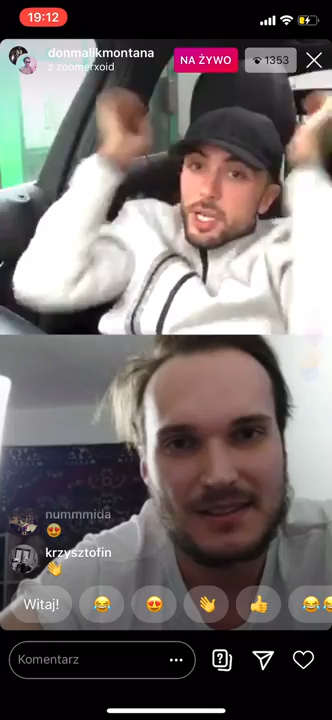 19:12
donmalikmontana
z zoomerxoid
NA ŻYWO
1353
nummmida
😍
krzysztofin
👋
Witaj! 😂 😍 👋 👍 😂
Komentarz